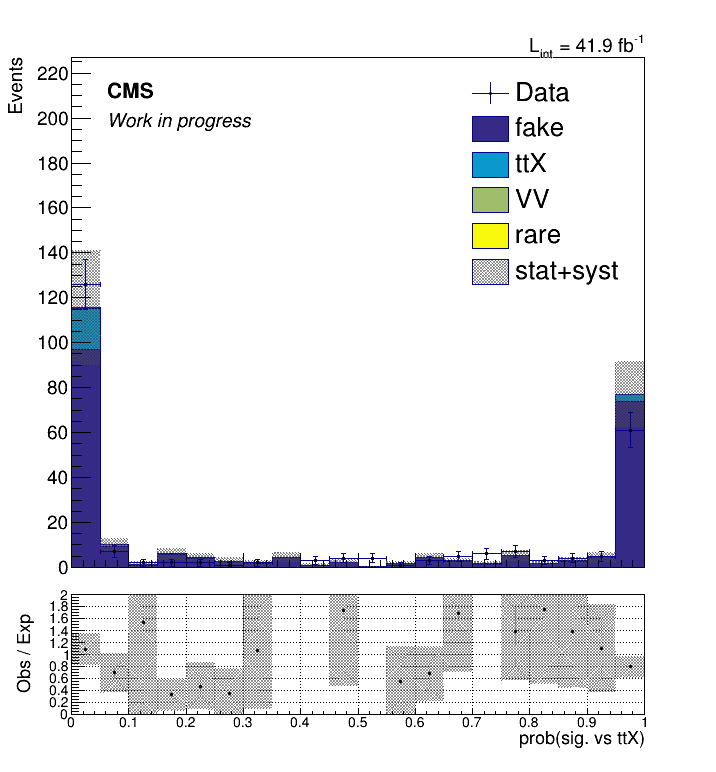 L_int = 41.9 fb^-1
Events
CMS
Work in progress
Data
fake
ttX
VV
rare
stat+syst
220
200
180
160
140
120
100
80
60
40
20
0
Obs / Exp
2
1.8
1.6
1.4
1.2
1
0.8
0.6
0.4
0.2
0
0 0.1 0.2 0.3 0.4 0.5 0.6 0.7 0.8 0.9 1
prob(sig. vs ttX)